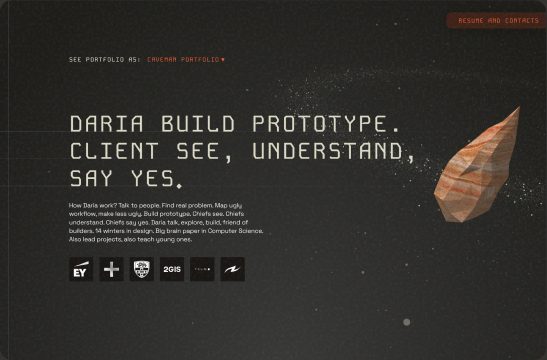 RESUME AND CONTACTS
SEE PORTFOLIO AS: CAVEMAN PORTFOLIO
DARIA BUILD PROTOTYPE.
CLIENT SEE, UNDERSTAND,
SAY YES.
How Daria work? Talk to people. Find real problem. Map ugly
workflow, make less ugly. Build prototype. Chiefs see. Chiefs
understand. Chiefs say yes. Daria talk, explore, build, friend of
builders. 14 winters in design. Big brain paper in Computer Science.
Also lead projects, also teach young ones.
EY
2GIS